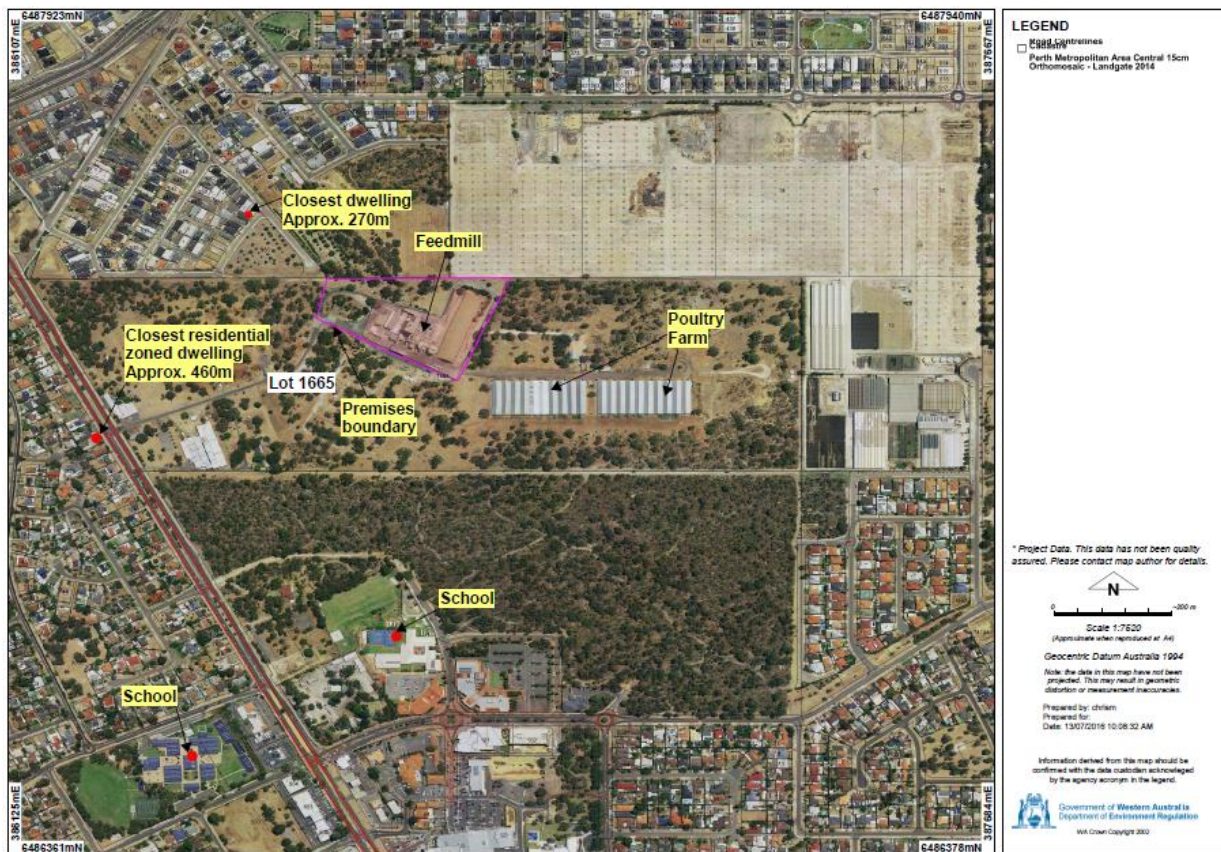 6487923mN
6487940mN
386107mE
387667mE
Closest dwelling
Approx. 270m
Feedmill
Closest residential
zoned dwelling
Approx. 460m
Poultry
Farm
Lot 1665
Premises
boundary
School
School
386125mE
387684mE
6486361mN
6486378mN
LEGEND
Road Centrelines
Cadastre
Perth Metropolitan Area Central 15cm
Orthomosaic - Landgate 2014
* Project Data. This data has not been quality
assured. Please contact map author for details.
N
0
~200 m
Scale 1:7620
(Approximate when reproduced at A4)
Geocentric Datum Australia 1994
Note: the data in this map have not been
projected. This may result in geometric
distortion or measurement inaccuracies.
Prepared by: chrism
Prepared for:
Date: 13/07/2016 10:08:32 AM
Information derived from this map should be
confirmed with the data custodian acknowledged
by the agency acronym in the legend.
Government of Western Australia
Department of Environment Regulation
WA Crown Copyright 2002